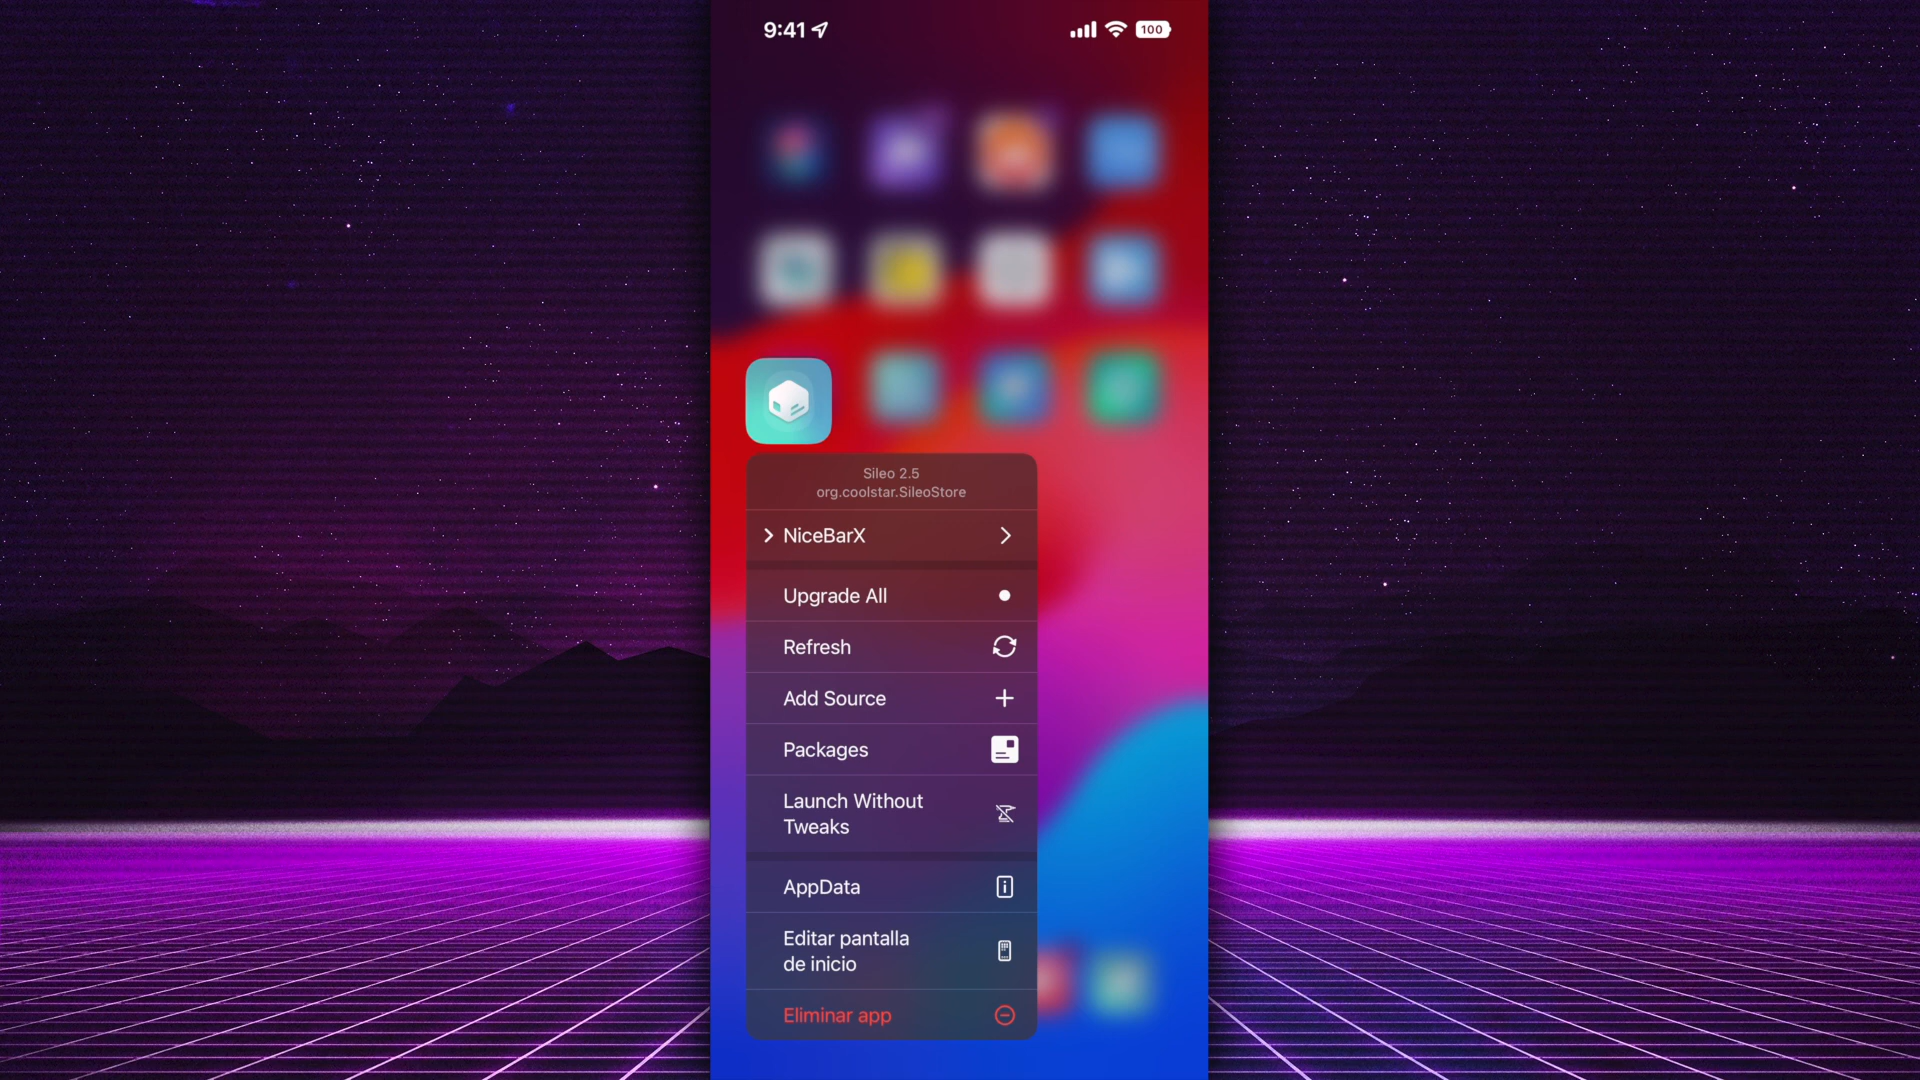 9:41
100
Sileo 2.5
org.coolstar.SileoStore
NiceBarX
Upgrade All
Refresh
Add Source
Packages
Launch Without
Tweaks
AppData
Editar pantalla
de inicio
Eliminar app